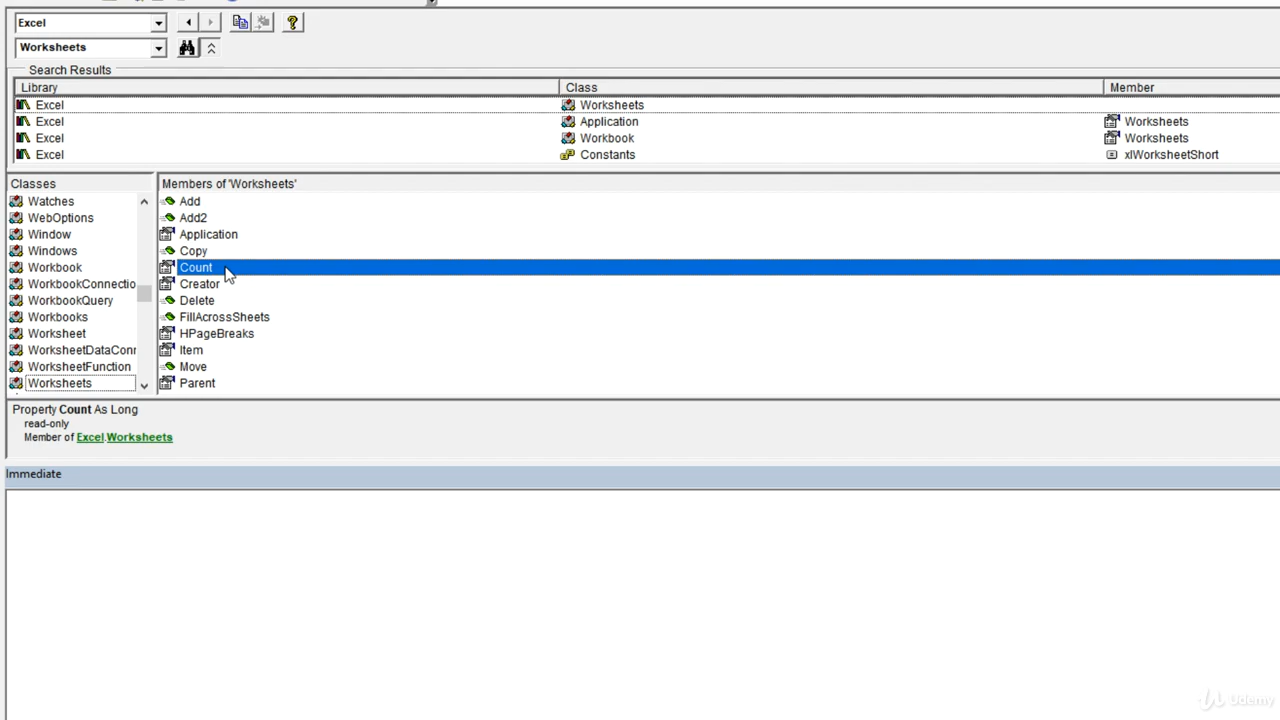 Excel
Worksheets
Search Results
Library Class Member
Excel Worksheets
Excel Application Worksheets
Excel Workbook Worksheets
Excel Constants xlWorksheetShort
Classes
Watches
WebOptions
Window
Windows
Workbook
WorkbookConnectio
WorkbookQuery
Workbooks
Worksheet
WorksheetDataConn
WorksheetFunction
Worksheets
Members of 'Worksheets'
Add
Add2
Application
Copy
Count
Creator
Delete
FillAcrossSheets
HPageBreaks
Item
Move
Parent
Property Count As Long
read-only
Member of Excel.Worksheets
Immediate
Udemy